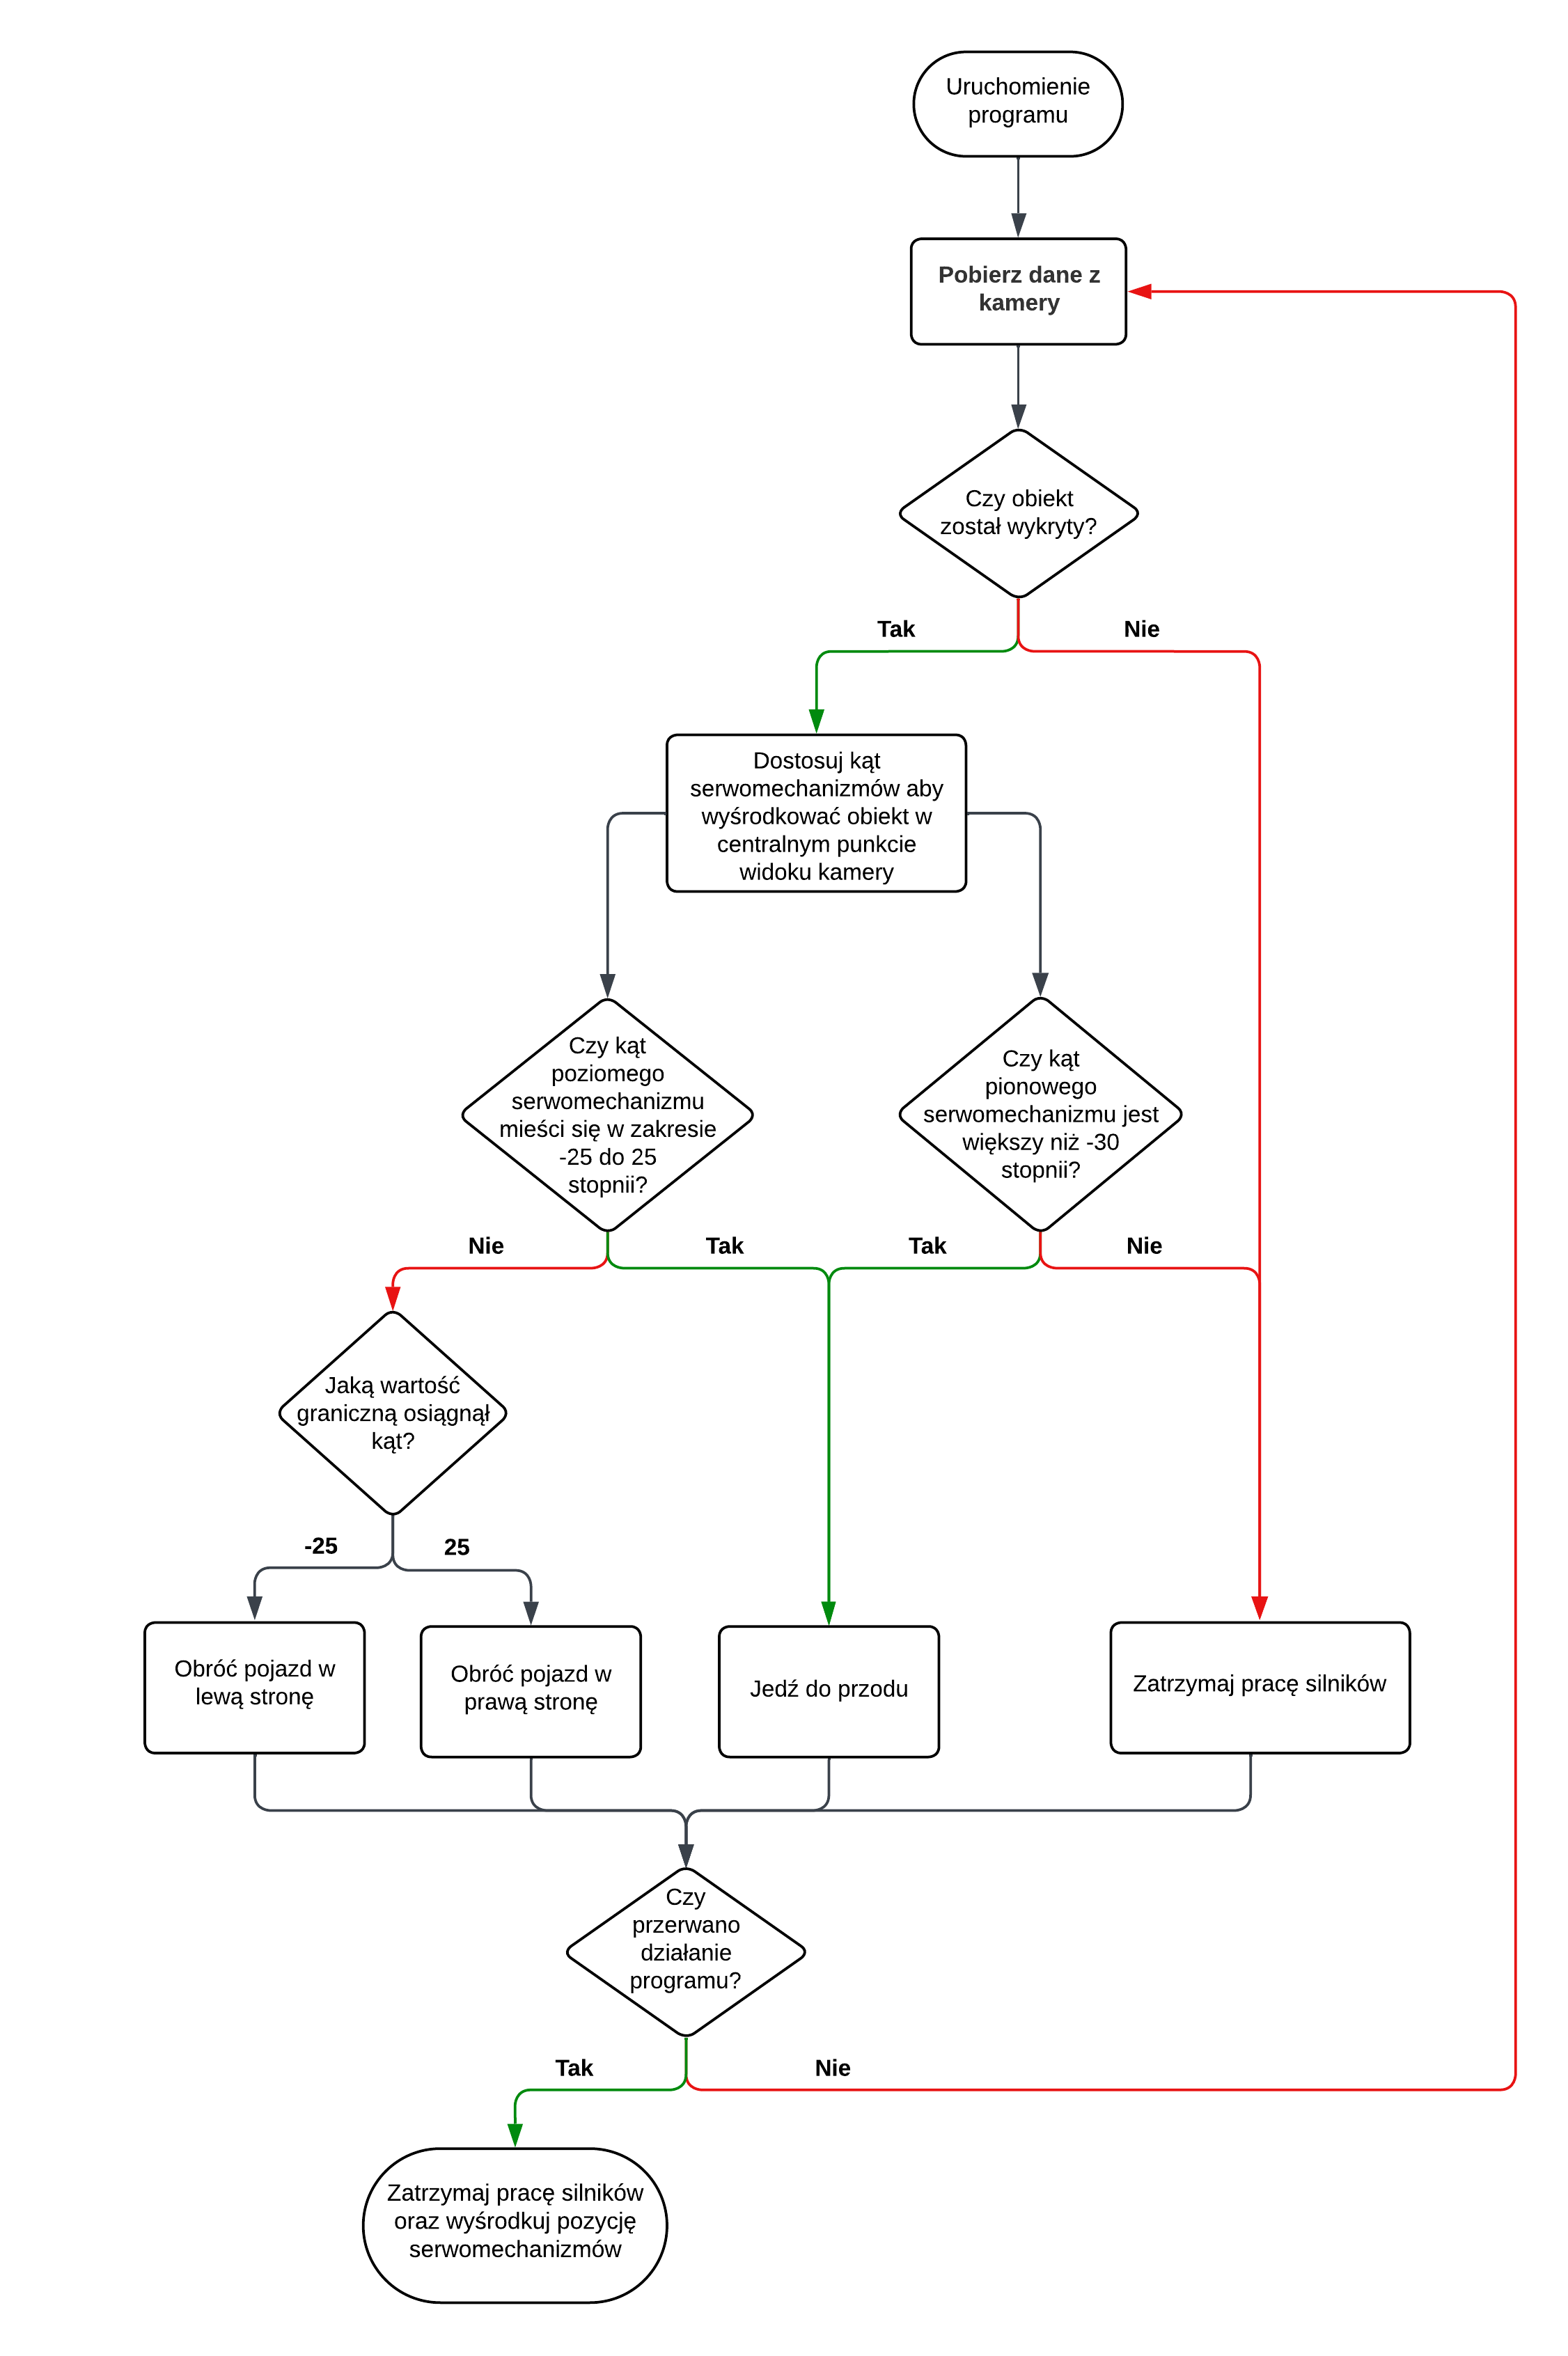 Uruchomienie
programu
Pobierz dane z
kamery
Czy obiekt
został wykryty?
Tak
Nie
Dostosuj kąt
serwomechanizmów aby
wyśrodkować obiekt w
centralnym punkcie
widoku kamery
Czy kąt
poziomego
serwomechanizmu
mieści się w zakresie
-25 do 25
stopnii?
Czy kąt
pionowego
serwomechanizmu jest
większy niż -30
stopnii?
Nie
Tak
Tak
Nie
Jaką wartość
graniczną osiągnął
kąt?
-25
25
Obróć pojazd w
lewą stronę
Obróć pojazd w
prawą stronę
Jedź do przodu
Zatrzymaj pracę silników
Czy
przerwano
działanie
programu?
Tak
Nie
Zatrzymaj pracę silników
oraz wyśrodkuj pozycję
serwomechanizmów